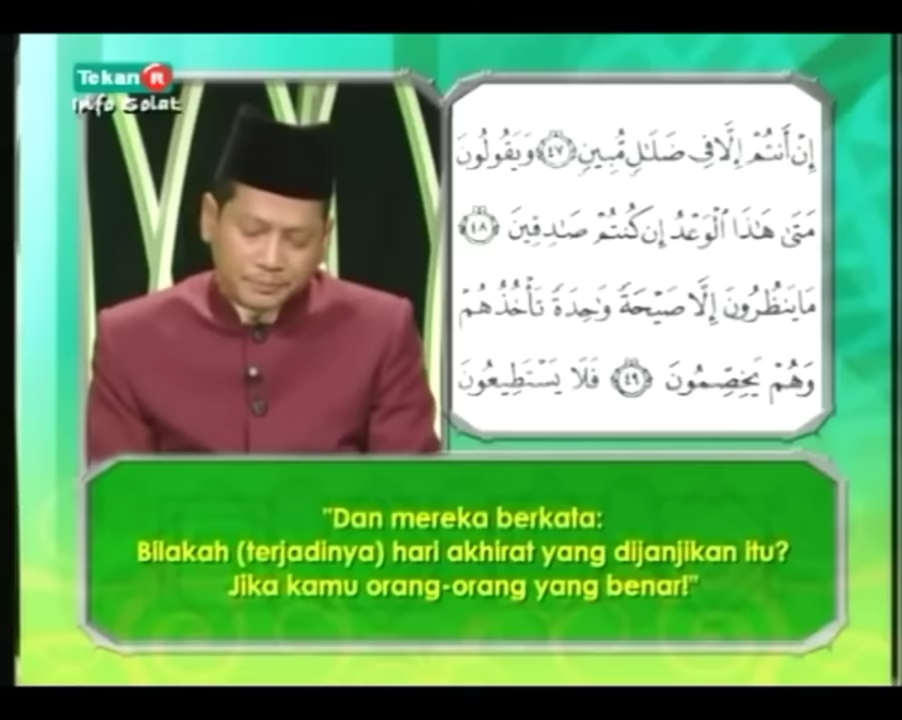 Tekan R
Info Solat
إِنْ أَنتُمْ إِلَّا فِى ضَلَـٰلٍ مُّبِينٍ ٤٧ وَيَقُولُونَ
مَتَىٰ هَـٰذَا ٱلْوَعْدُ إِن كُنتُمْ صَـٰدِقِينَ ٤٨
مَا يَنظُرُونَ إِلَّا صَيْحَةً وَٰحِدَةً تَأْخُذُهُمْ
وَهُمْ يَخِصِّمُونَ ٤٩ فَلَا يَسْتَطِيعُونَ
"Dan mereka berkata:
Bilakah (terjadinya) hari akhirat yang dijanjikan itu?
Jika kamu orang-orang yang benar!"